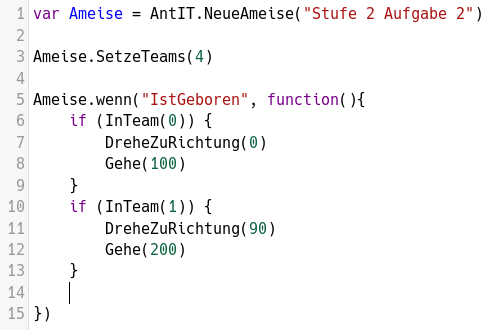 1 var Ameise = AntIT.NeueAmeise("Stufe 2 Aufgabe 2")
2
3 Ameise.SetzeTeams(4)
4
5 Ameise.wenn("IstGeboren", function(){
6     if (InTeam(0)) {
7         DreheZuRichtung(0)
8         Gehe(100)
9     }
10     if (InTeam(1)) {
11         DreheZuRichtung(90)
12         Gehe(200)
13     }
14
15 })